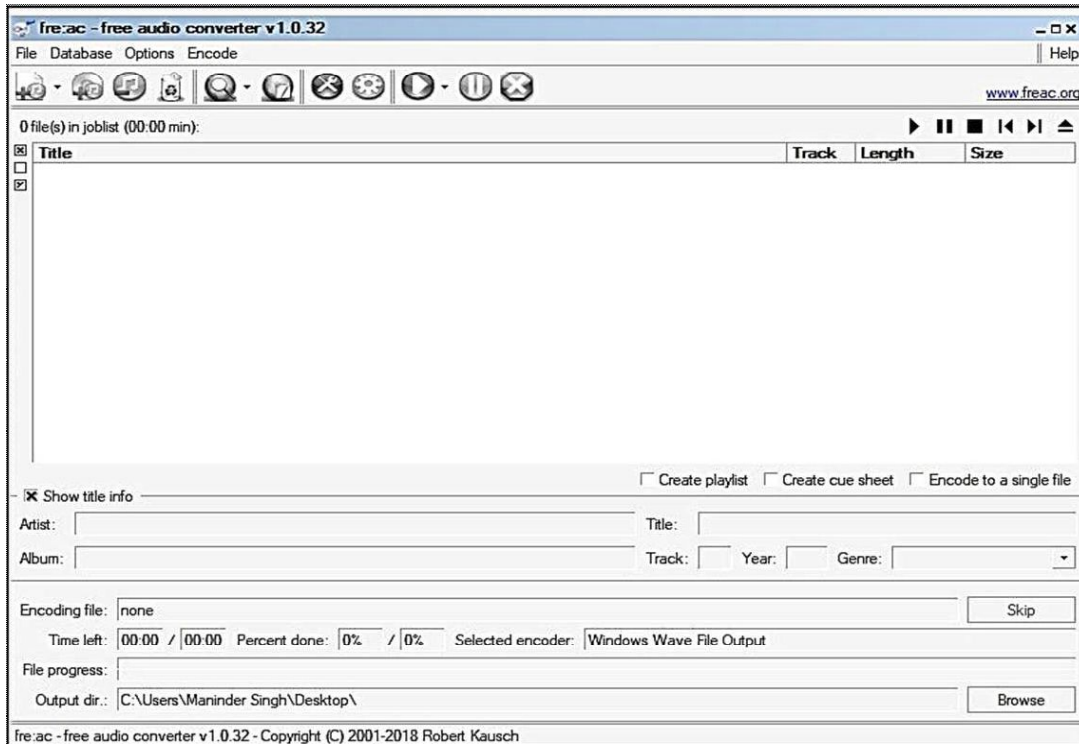 fre:ac - free audio converter v1.0.32
File Database Options Encode Help
www.freac.org
0 file(s) in joblist (00:00 min):
Title Track Length Size
Create playlist Create cue sheet Encode to a single file
Show title info
Artist: Title:
Album: Track: Year: Genre:
Encoding file: none Skip
Time left: 00:00 / 00:00 Percent done: 0% / 0% Selected encoder: Windows Wave File Output
File progress:
Output dir.: C:\Users\Maninder Singh\Desktop\ Browse
fre:ac - free audio converter v1.0.32 - Copyright (C) 2001-2018 Robert Kausch